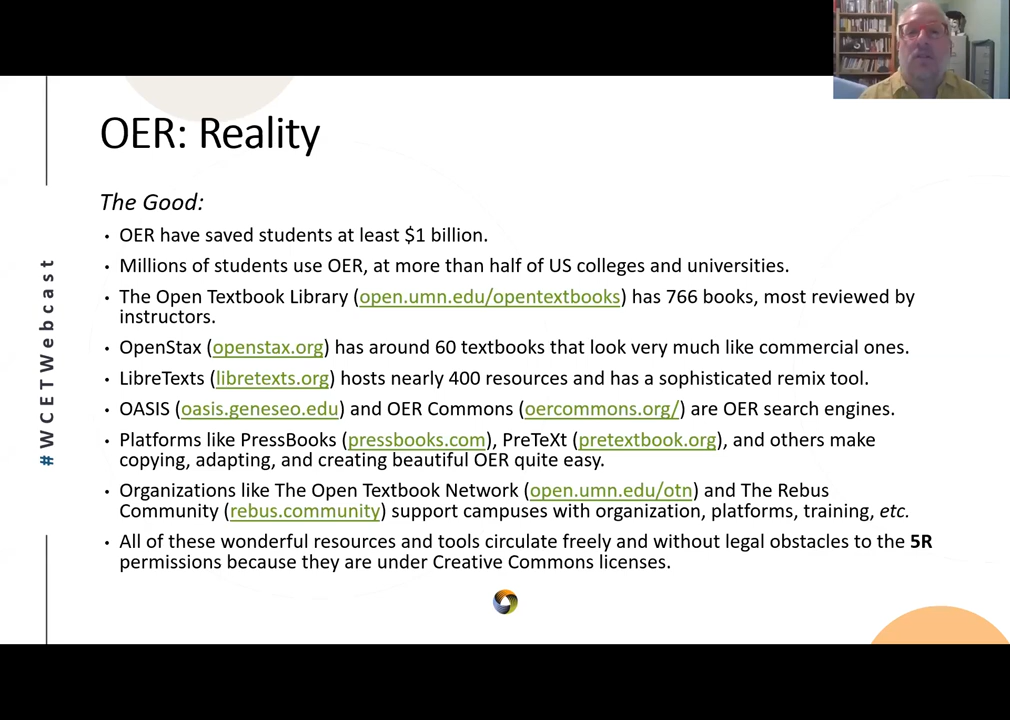 OER: Reality
The Good:
• OER have saved students at least $1 billion.
• Millions of students use OER, at more than half of US colleges and universities.
• The Open Textbook Library (open.umn.edu/opentextbooks) has 766 books, most reviewed by
instructors.
• OpenStax (openstax.org) has around 60 textbooks that look very much like commercial ones.
• LibreTexts (libretexts.org) hosts nearly 400 resources and has a sophisticated remix tool.
• OASIS (oasis.geneseo.edu) and OER Commons (oercommons.org/) are OER search engines.
• Platforms like PressBooks (pressbooks.com), PreTeXt (pretextbook.org), and others make
copying, adapting, and creating beautiful OER quite easy.
• Organizations like The Open Textbook Network (open.umn.edu/otn) and The Rebus
Community (rebus.community) support campuses with organization, platforms, training, etc.
• All of these wonderful resources and tools circulate freely and without legal obstacles to the 5R
permissions because they are under Creative Commons licenses.
#WCETWebcast